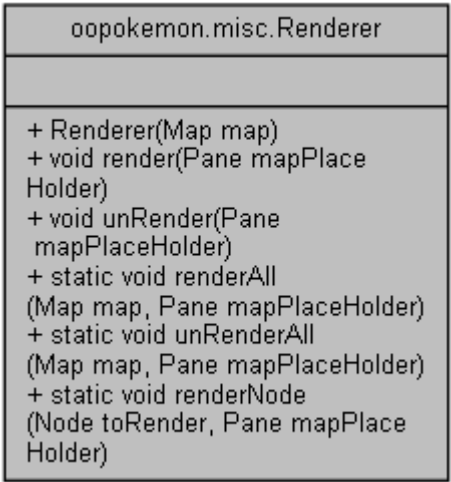 oopokemon.misc.Renderer
+ Renderer(Map map)
+ void render(Pane mapPlace
Holder)
+ void unRender(Pane
mapPlaceHolder)
+ static void renderAll
(Map map, Pane mapPlaceHolder)
+ static void unRenderAll
(Map map, Pane mapPlaceHolder)
+ static void renderNode
(Node toRender, Pane mapPlace
Holder)